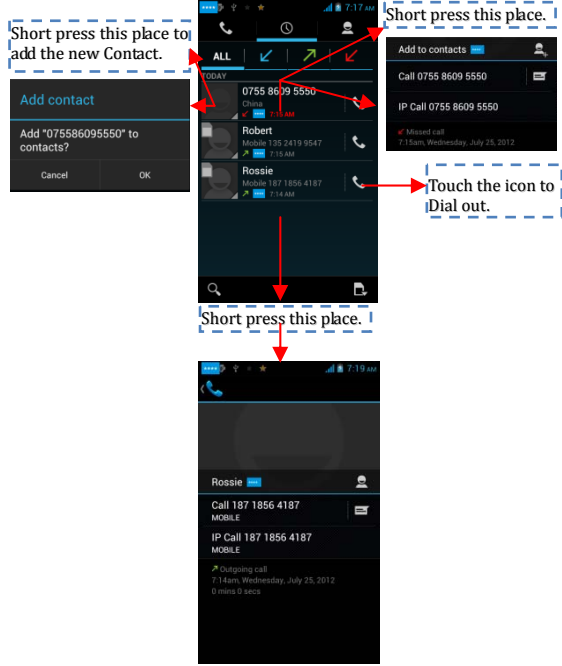 Short press this place to
add the new Contact.
Add contact
Add "075586095550" to
contacts?
Cancel OK
7:17 AM
ALL
TODAY
0755 8609 5550
China
7:15 AM
Robert
Mobile 135 2419 9547
7:15 AM
Rossie
Mobile 187 1856 4187
7:14 AM
Short press this place.
Add to contacts
Call 0755 8609 5550
IP Call 0755 8609 5550
Missed call
7:15am, Wednesday, July 25, 2012
Touch the icon to
Dial out.
Short press this place.
7:19 AM
Rossie
Call 187 1856 4187
MOBILE
IP Call 187 1856 4187
MOBILE
Outgoing call
7:14am, Wednesday, July 25, 2012
0 mins 0 secs